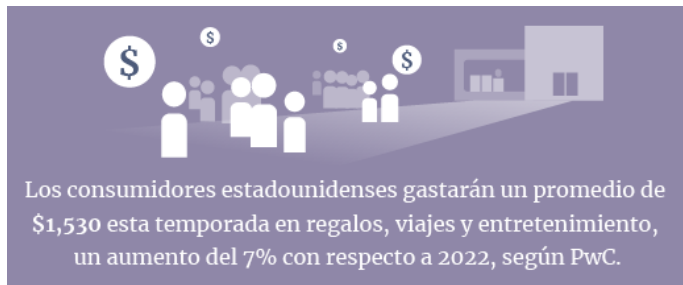 $
$
$
$
Los consumidores estadounidenses gastarán un promedio de
$1,530 esta temporada en regalos, viajes y entretenimiento,
un aumento del 7% con respecto a 2022, según PwC.